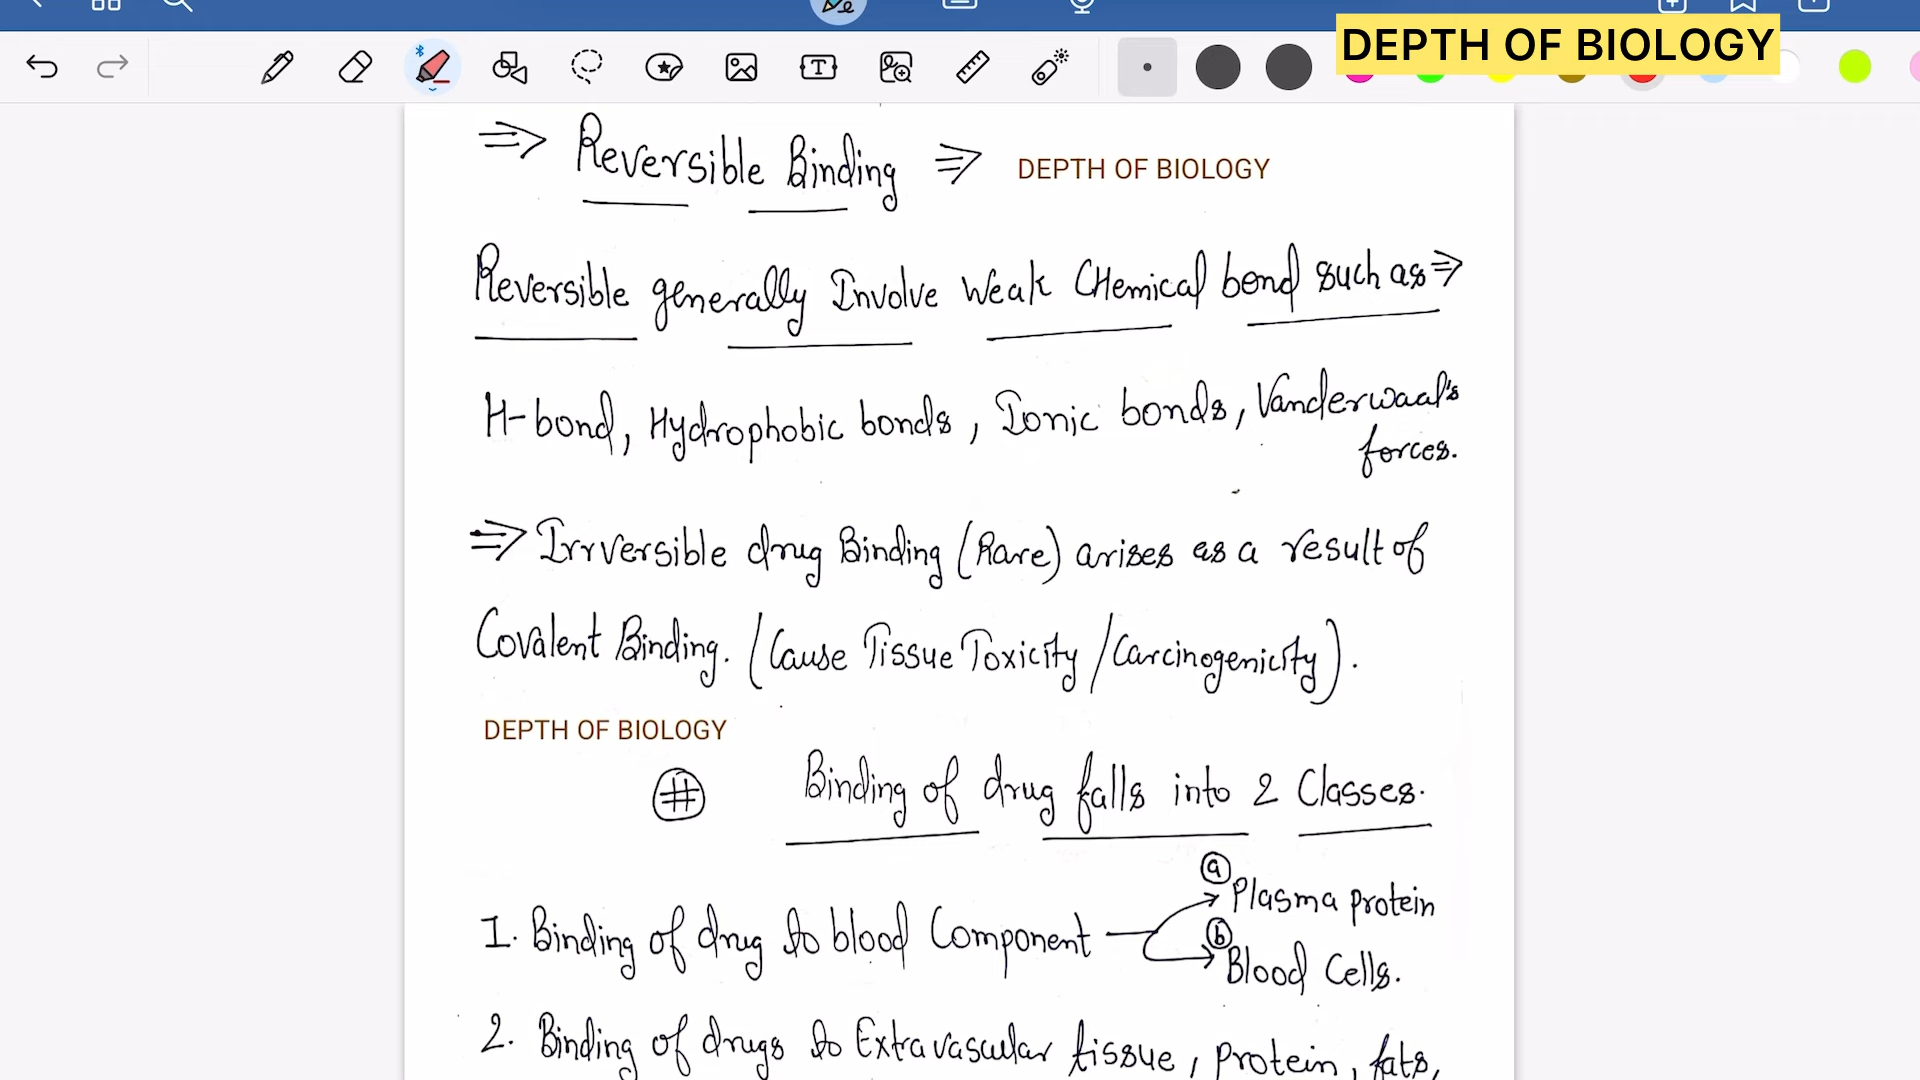 DEPTH OF BIOLOGY
⇒ Reversible Binding ⇒ DEPTH OF BIOLOGY
Reversible generally Involve Weak CHemical bond such as ⇒
H-bond, Hydrophobic bonds, Ionic bonds, Vanderwaal's
forces.
⇒ Irrversible drug Binding (Rare) arises as a result of
Covalent Binding. (Cause Tissue Toxicity / Carcinogenicity).
DEPTH OF BIOLOGY
# Binding of drug falls into 2 Classes.
a Plasma protein
1. Binding of drug to blood Component
b Blood Cells.
2. Binding of drugs to Extravascular tissue, protein, fats,